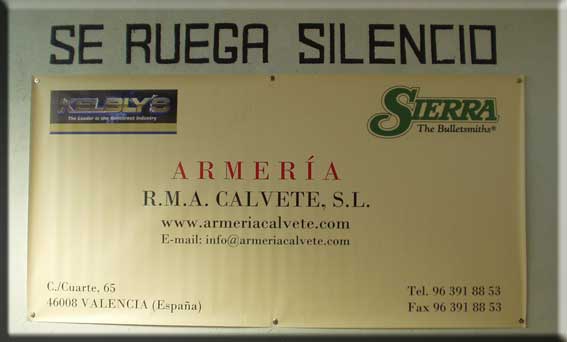 SE RUEGA SILENCIO
KELBLY'S
The Leader in the Benchrest Industry
SIERRA
The Bulletsmiths®
ARMERÍA
R.M.A. CALVETE, S.L.
www.armeriacalvete.com
E-mail: info@armeriacalvete.com
C./Cuarte, 65
46008 VALENCIA (España)
Tel. 96 391 88 53
Fax 96 391 88 53